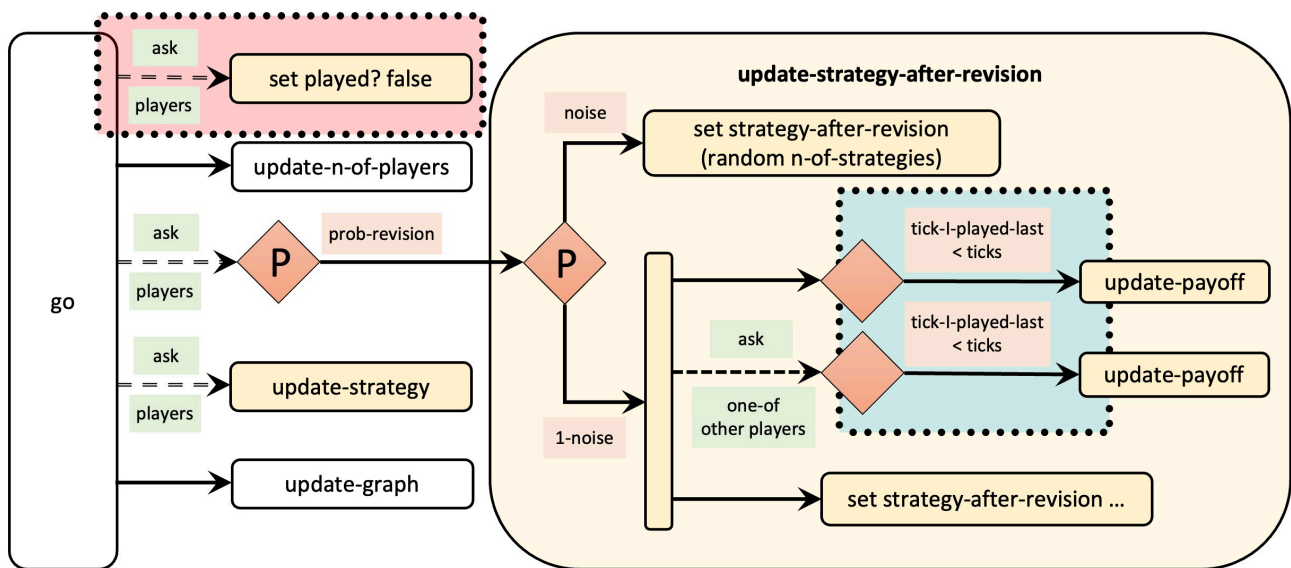 go
ask
players
set played? false
update-n-of-players
ask
players
P
prob-revision
ask
players
update-strategy
update-graph
update-strategy-after-revision
P
noise
set strategy-after-revision
(random n-of-strategies)
1-noise
tick-I-played-last
< ticks
update-payoff
ask
one-of
other players
tick-I-played-last
< ticks
update-payoff
set strategy-after-revision ...